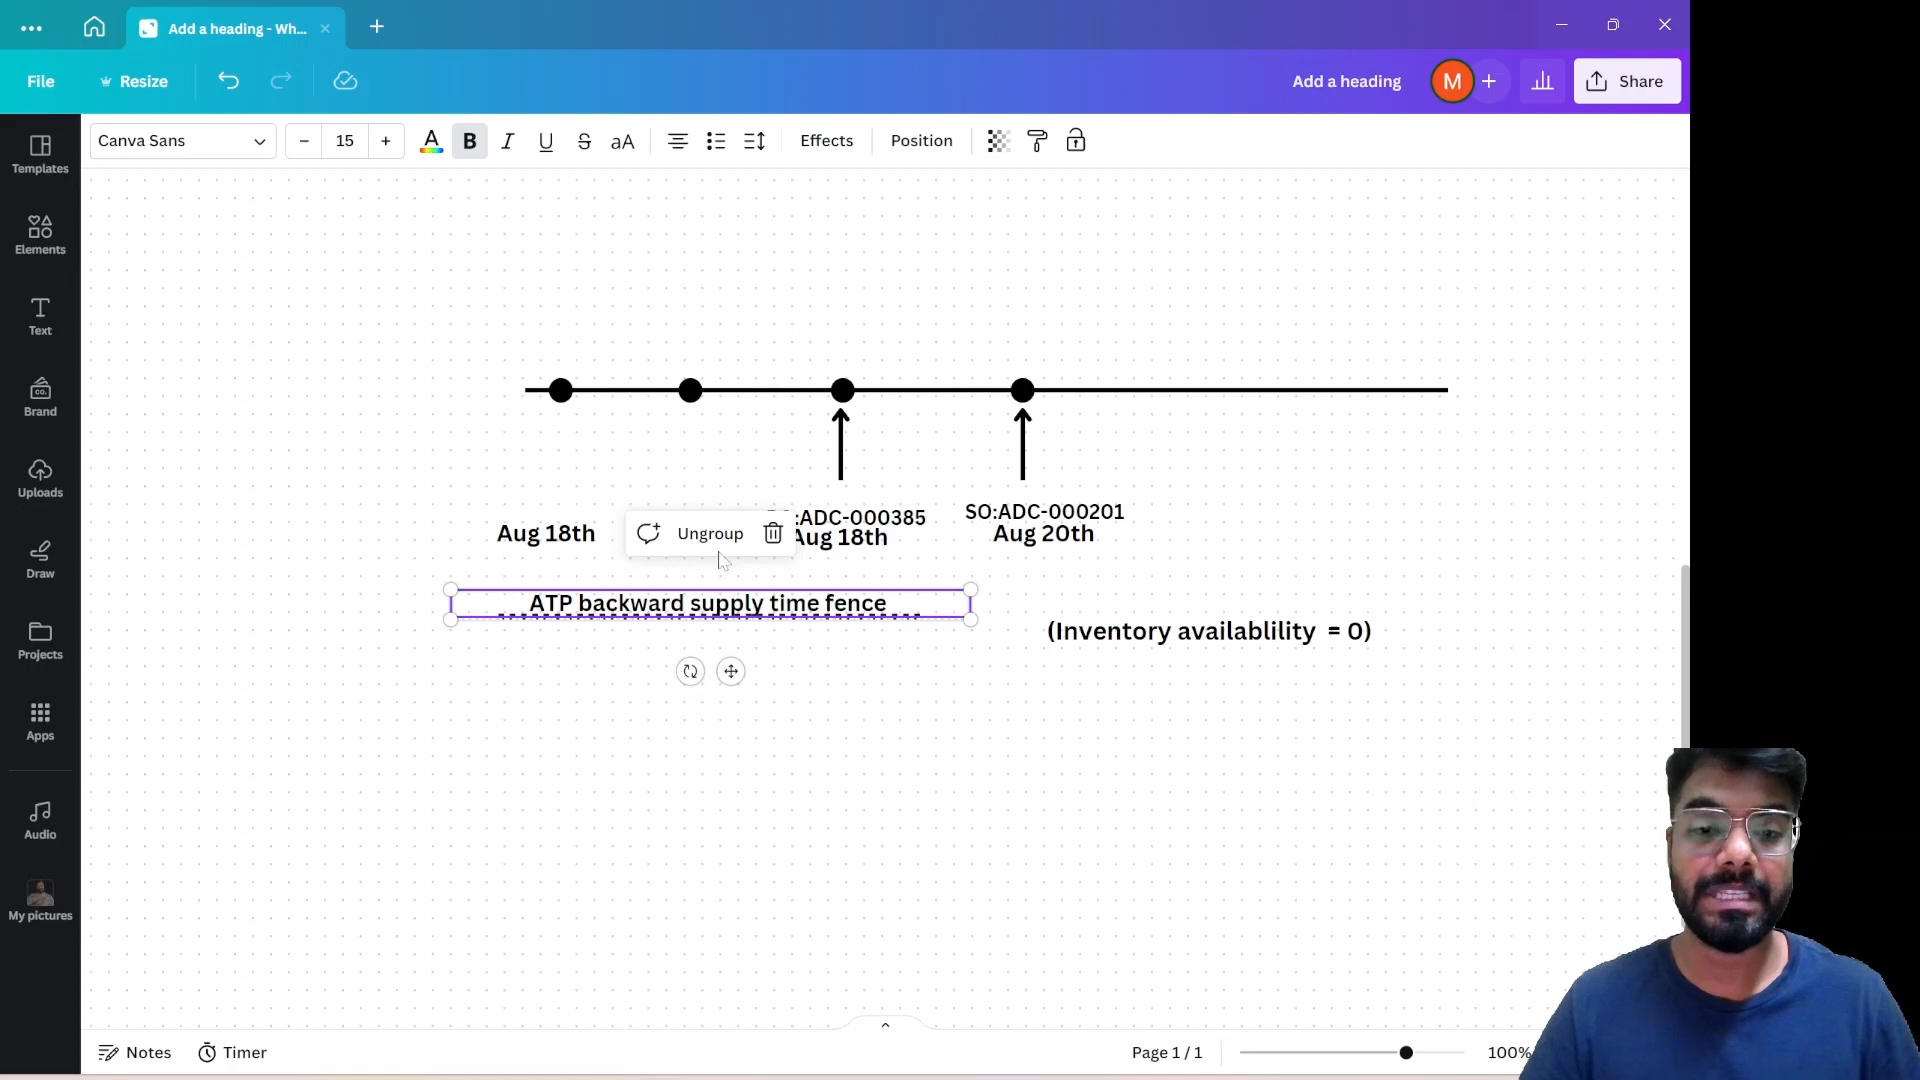 Add a heading - Wh...
File
Resize
Add a heading
M
Share
Canva Sans
15
A
B
I
U
S
aA
Effects
Position
Templates
Elements
Text
Brand
Uploads
Draw
Projects
Apps
Audio
My pictures
:ADC-000385
SO:ADC-000201
Aug 18th
Ungroup
Aug 18th
Aug 20th
ATP backward supply time fence
(Inventory availablility = 0)
Notes
Timer
Page 1 / 1
100%